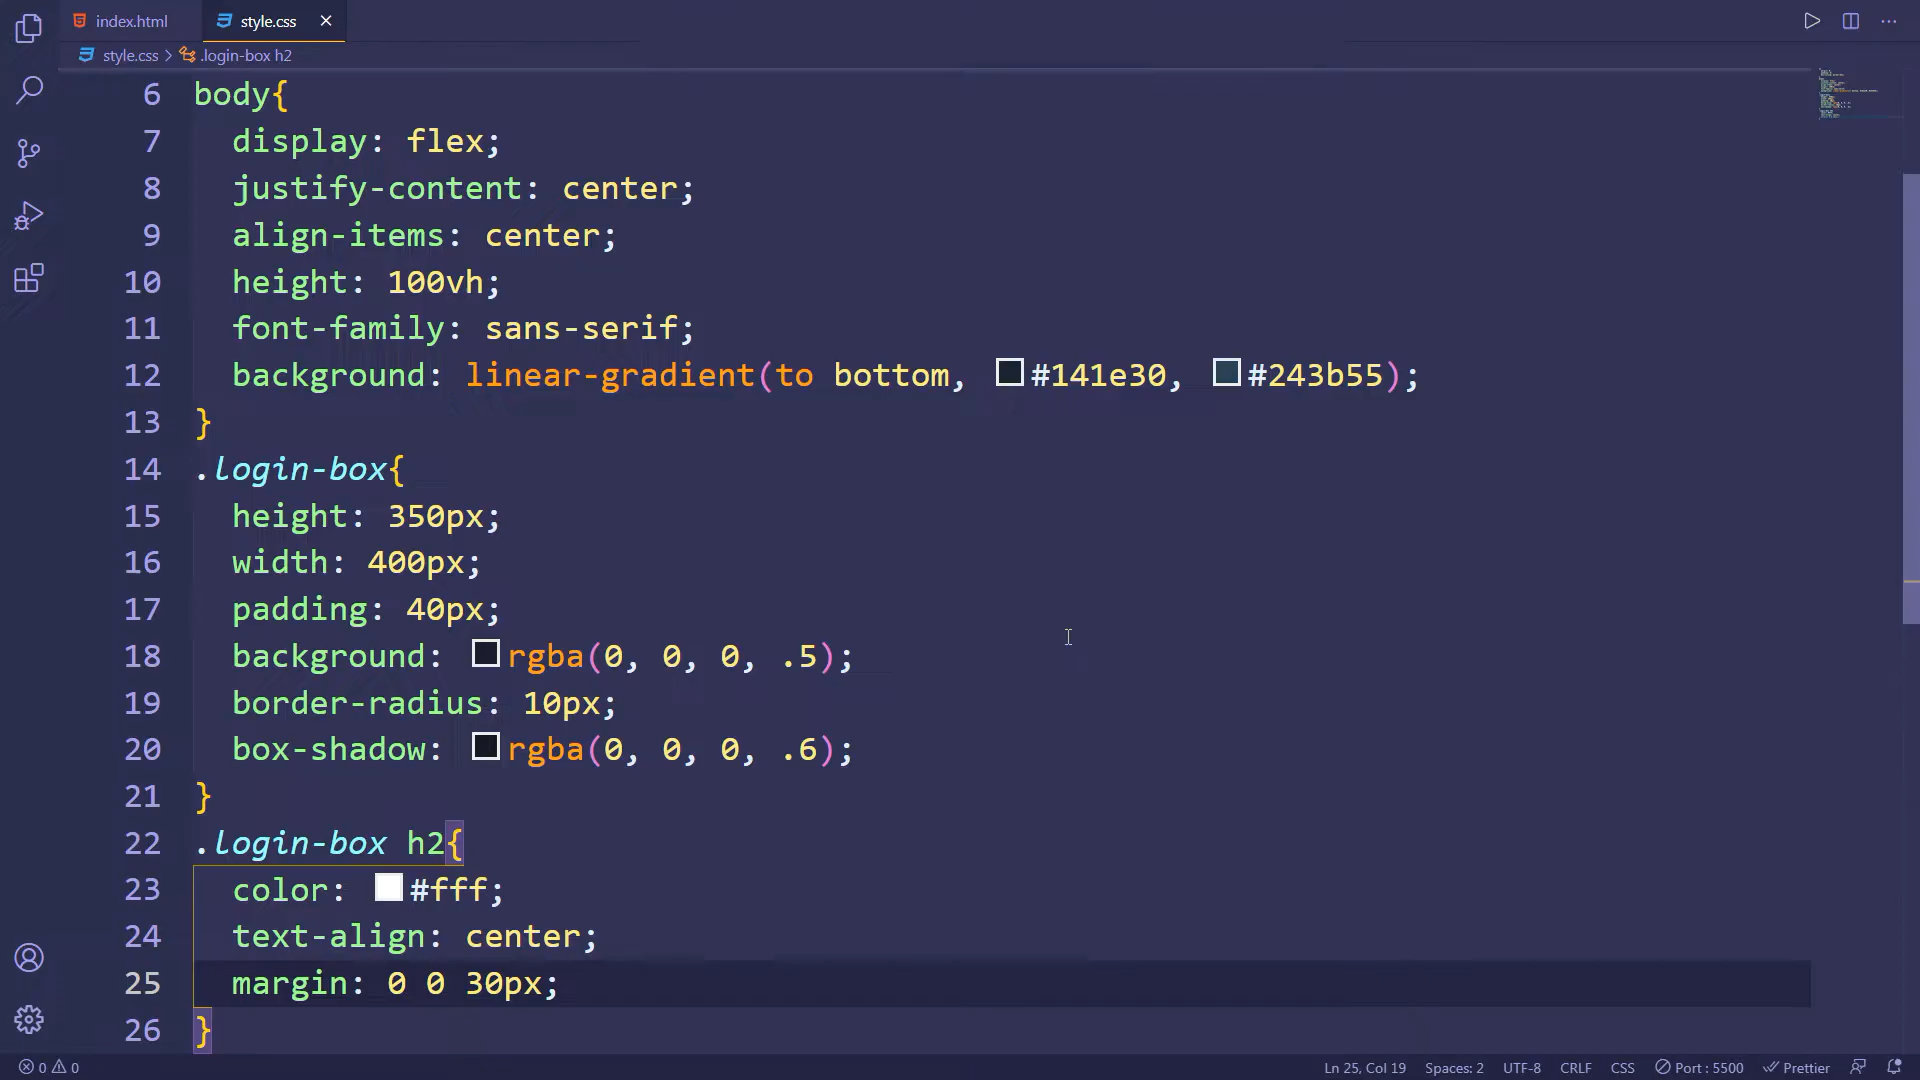 index.html
style.css
style.css > .login-box h2
6 body{
7 display: flex;
8 justify-content: center;
9 align-items: center;
10 height: 100vh;
11 font-family: sans-serif;
12 background: linear-gradient(to bottom, #141e30, #243b55);
13 }
14 .login-box{
15 height: 350px;
16 width: 400px;
17 padding: 40px;
18 background: rgba(0, 0, 0, .5);
19 border-radius: 10px;
20 box-shadow: rgba(0, 0, 0, .6);
21 }
22 .login-box h2{
23 color: #fff;
24 text-align: center;
25 margin: 0 0 30px;
26 }
0 0 Ln 25, Col 19 Spaces: 2 UTF-8 CRLF CSS Port : 5500 Prettier